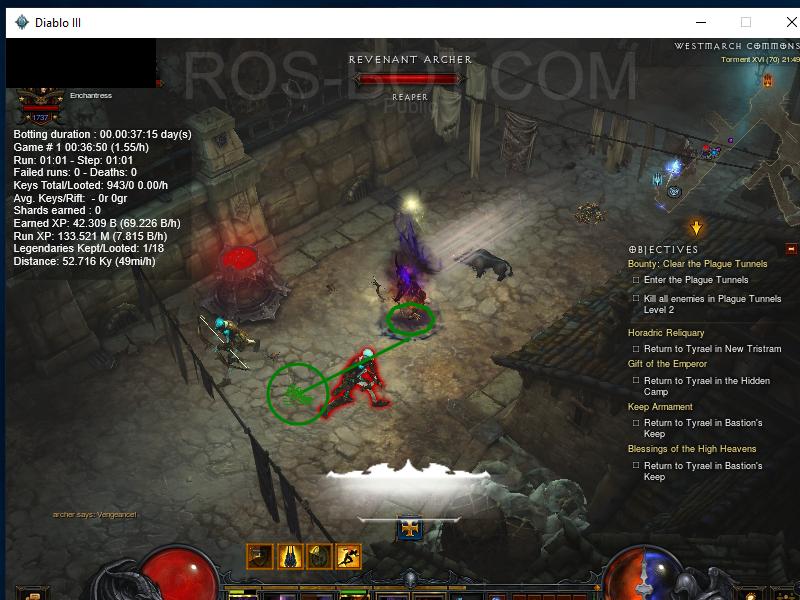 Diablo III
ROS-BOT.COM
Public
REVENANT ARCHER
REAPER
WESTMARCH COMMONS
Torment XVI (70) 21:49
Enchantress
1737
Botting duration : 00.00:37:15 day(s)
Game # 1 00:36:50 (1.55/h)
Run: 01:01 - Step: 01:01
Failed runs: 0 - Deaths: 0
Keys Total/Looted: 943/0 0.00/h
Avg. Keys/Rift: - 0r 0gr
Shards earned : 0
Earned XP: 42.309 B (69.226 B/h)
Run XP: 133.521 M (7.815 B/h)
Legendaries Kept/Looted: 1/18
Distance: 52.716 Ky (49mi/h)
OBJECTIVES
Bounty: Clear the Plague Tunnels
Enter the Plague Tunnels
Kill all enemies in Plague Tunnels
Level 2
Horadric Reliquary
Return to Tyrael in New Tristram
Gift of the Emperor
Return to Tyrael in the Hidden
Camp
Keep Armament
Return to Tyrael in Bastion's
Keep
Blessings of the High Heavens
Return to Tyrael in Bastion's
Keep
archer says: Vengeance!